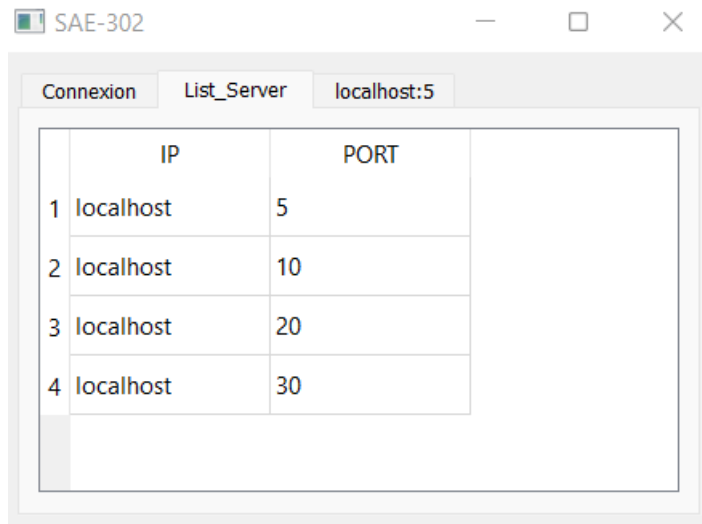 SAE-302
Connexion List_Server localhost:5
IP PORT
1 localhost 5
2 localhost 10
3 localhost 20
4 localhost 30